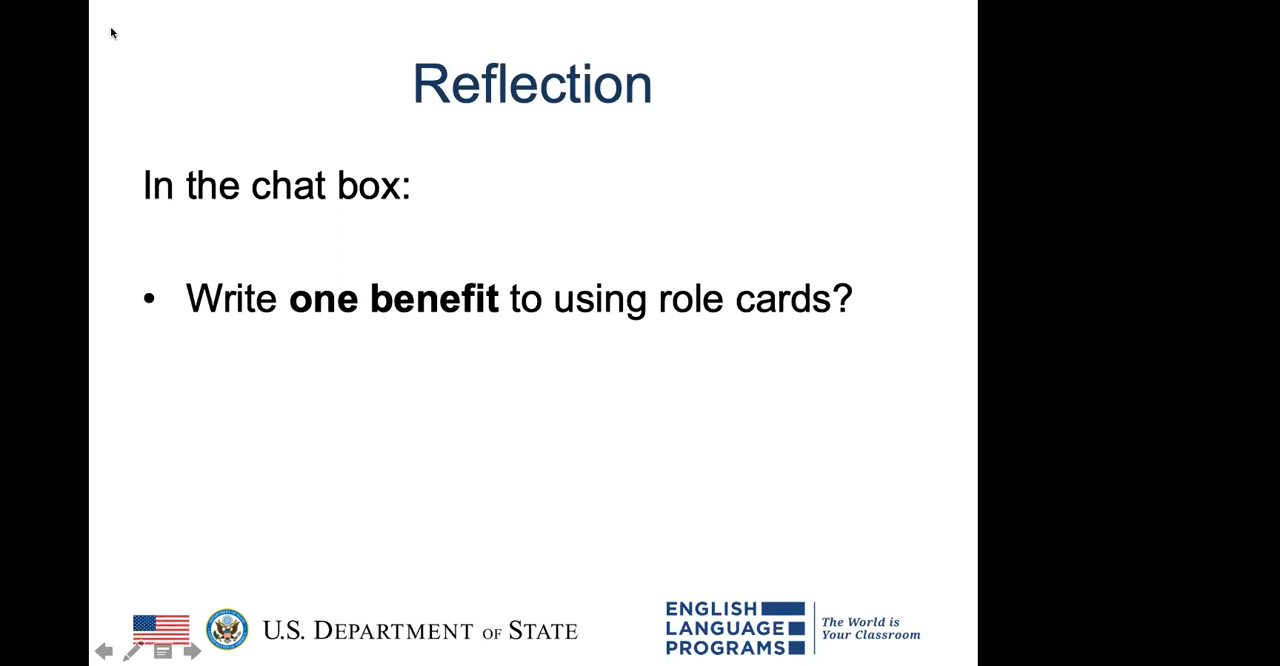 Reflection
In the chat box:
• Write one benefit to using role cards?
U.S. DEPARTMENT OF STATE
ENGLISH
LANGUAGE
PROGRAMS
The World is
Your Classroom